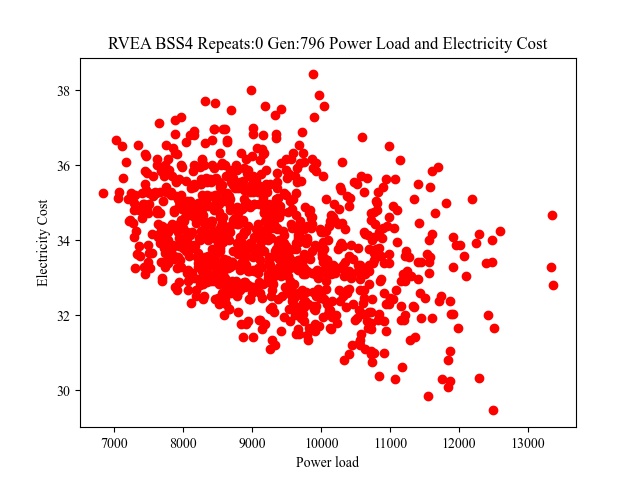 RVEA BSS4 Repeats:0 Gen:796 Power Load and Electricity Cost
38
36
34
32
30
Electricity Cost
7000 8000 9000 10000 11000 12000 13000
Power load